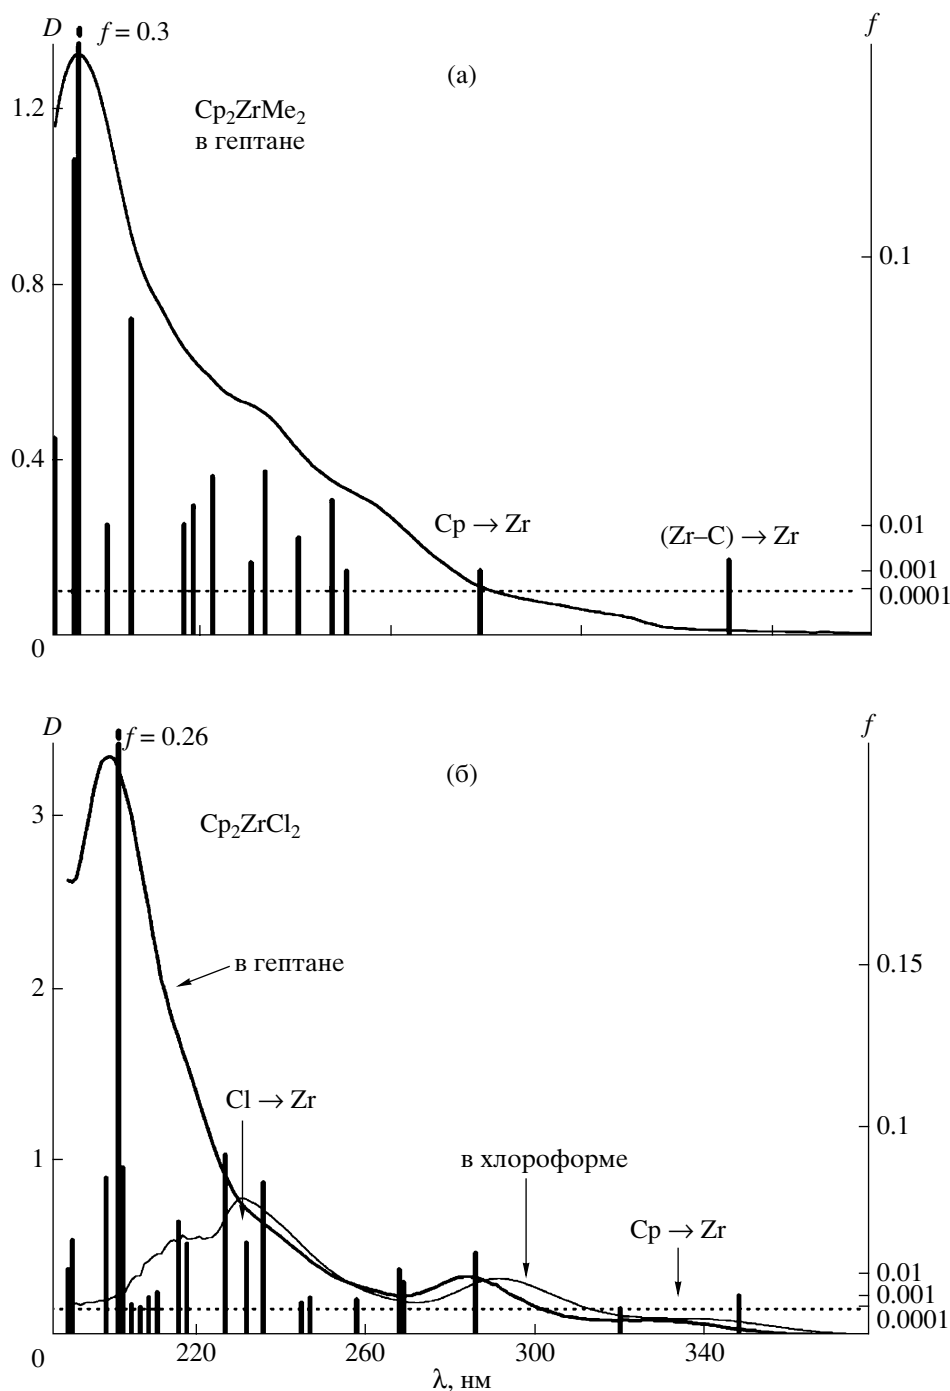 D
f = 0.3
f
(а)
1.2
Cp₂ZrMe₂
в гептане
0.1
0.8
0.4
Cp → Zr
(Zr–C) → Zr
0.01
0.001
0.0001
0
D
f = 0.26
f
(б)
3
Cp₂ZrCl₂
в гептане
0.15
2
Cl → Zr
0.1
1
в хлороформе
Cp → Zr
0.01
0.001
0.0001
0
220
260
300
340
λ, нм